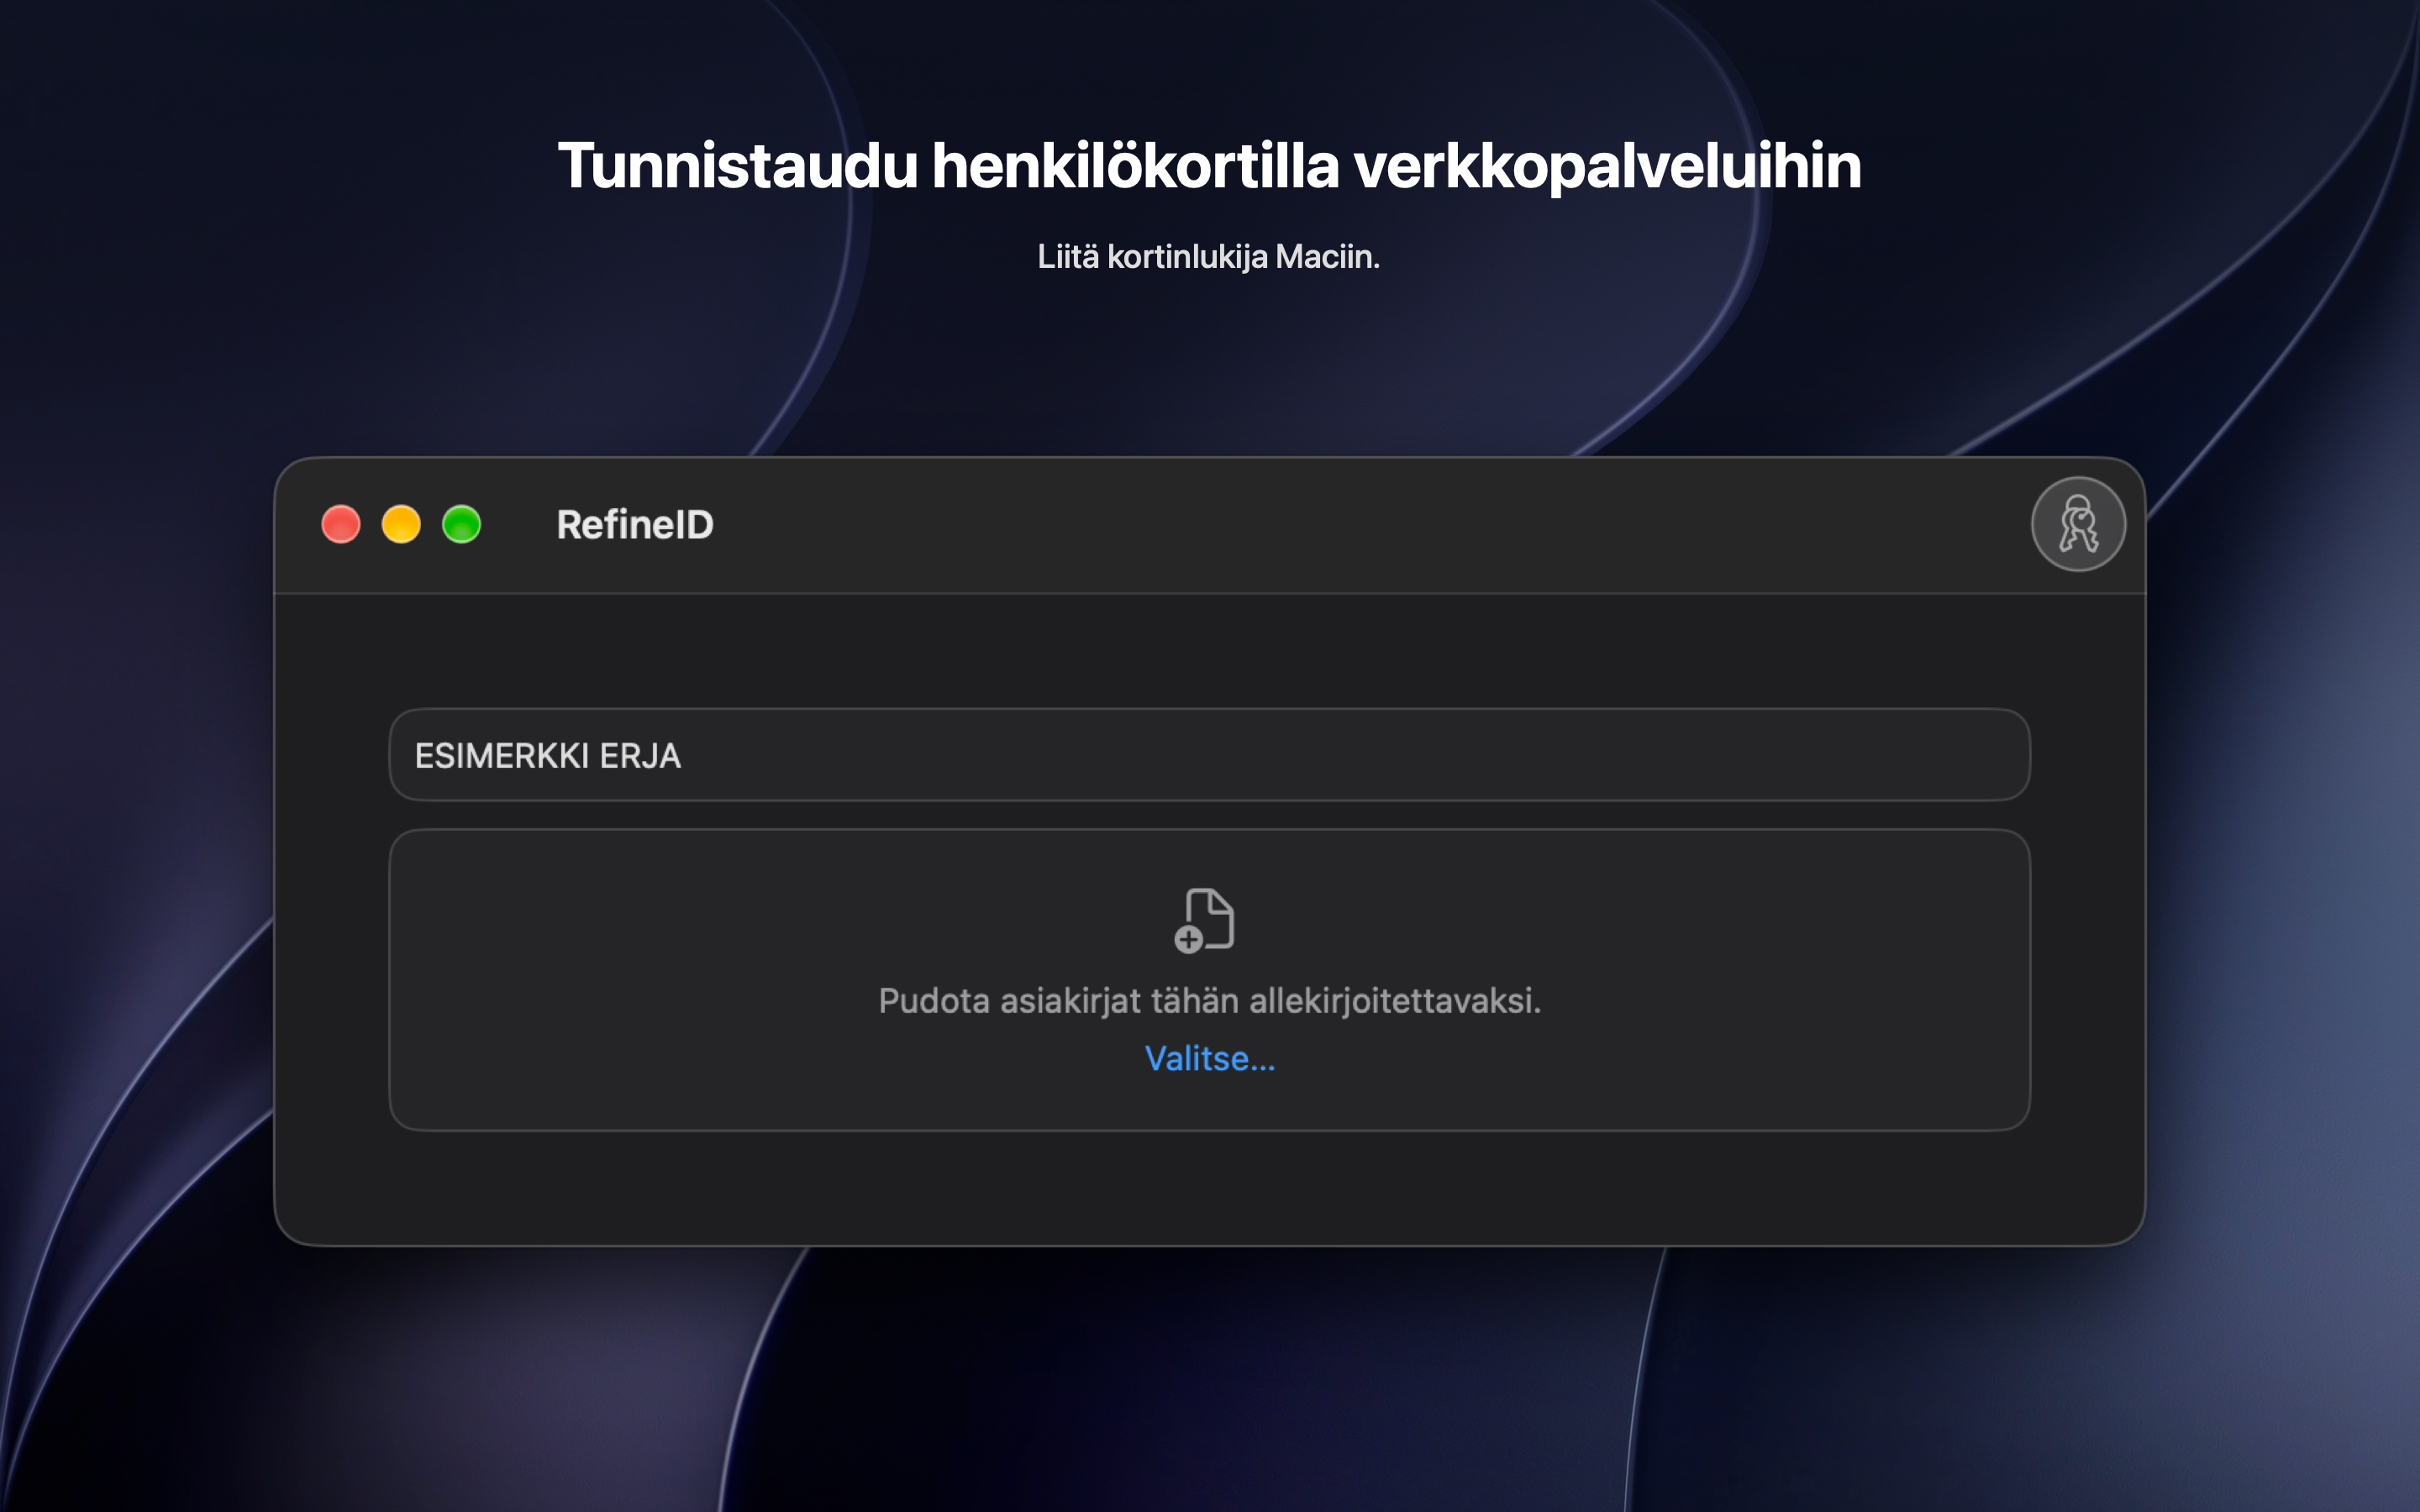 Tunnistaudu henkilökortilla verkkopalveluihin
Liitä kortinlukija Maciin.
RefineID
ESIMERKKI ERJA
Pudota asiakirjat tähän allekirjoitettavaksi.
Valitse...